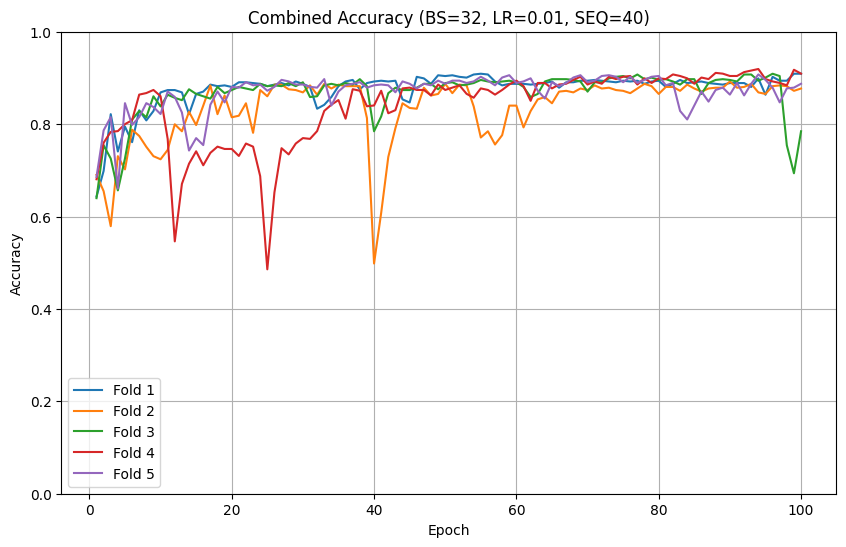 Combined Accuracy (BS=32, LR=0.01, SEQ=40)
1.0
0.8
0.6
0.4
0.2
0.0
Accuracy
Fold 1
Fold 2
Fold 3
Fold 4
Fold 5
0 20 40 60 80 100
Epoch